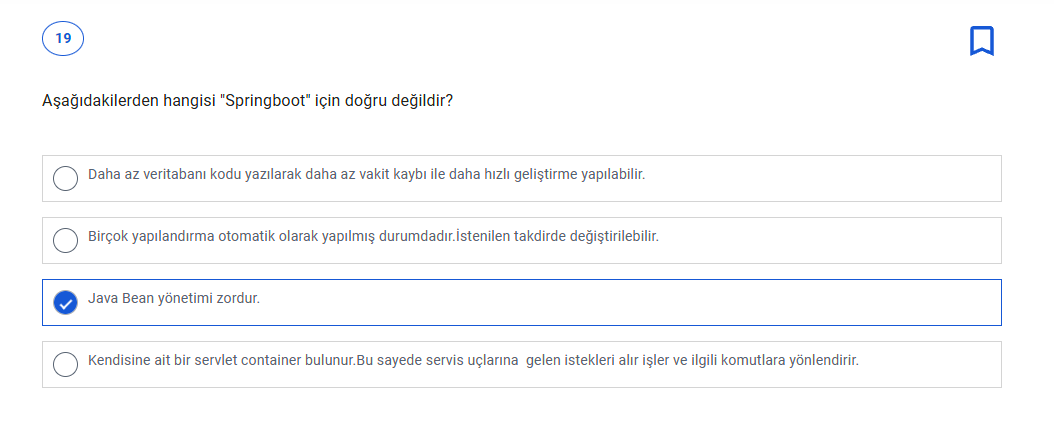 19
Aşağıdakilerden hangisi "Springboot" için doğru değildir?
Daha az veritabanı kodu yazılarak daha az vakit kaybı ile daha hızlı geliştirme yapılabilir.
Birçok yapılandırma otomatik olarak yapılmış durumdadır.İstenilen takdirde değiştirilebilir.
Java Bean yönetimi zordur.
Kendisine ait bir servlet container bulunur.Bu sayede servis uçlarına  gelen istekleri alır işler ve ilgili komutlara yönlendirir.